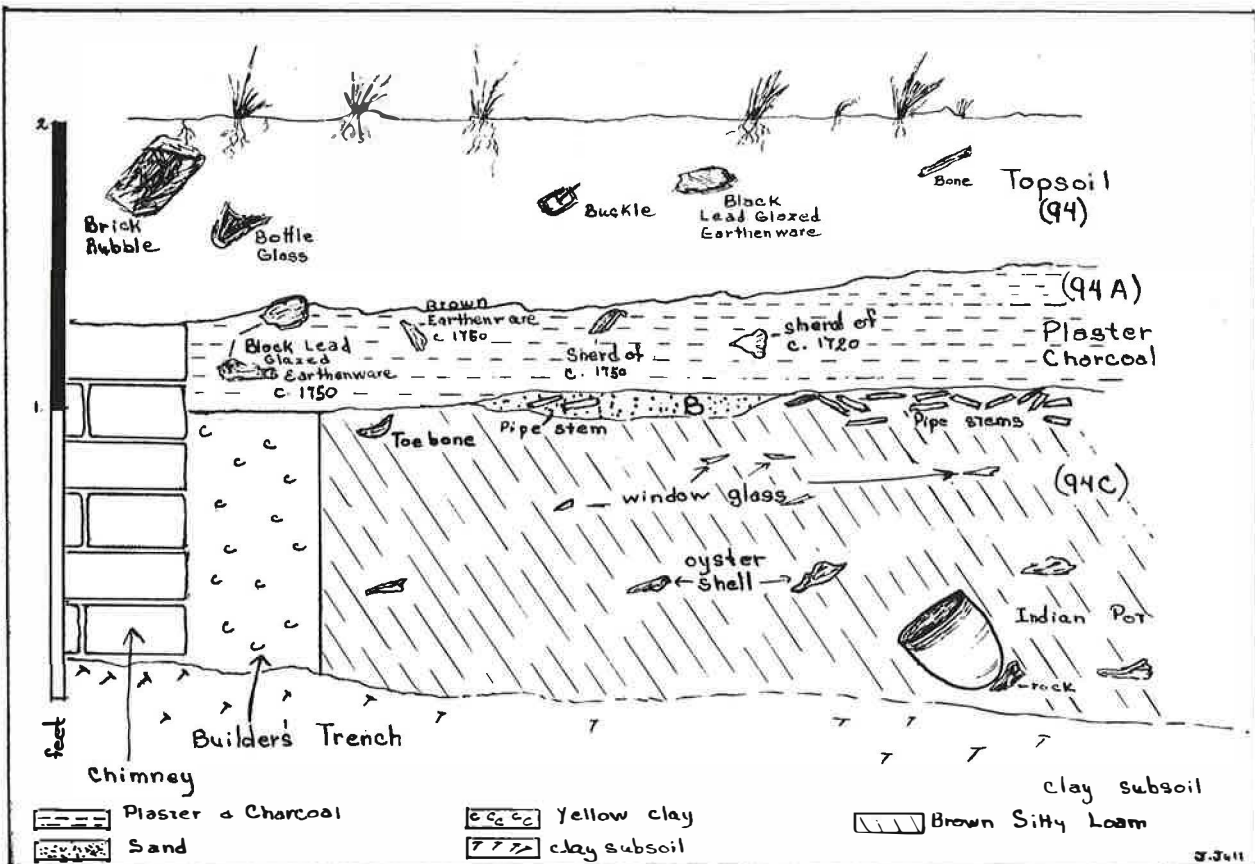 2
Brick
Rubble
Bottle
Glass
Buckle
Black
Lead Glazed
Earthenware
Bone
Topsoil
(94)
(94A)
Plaster
Charcoal
Brown
Earthenware
c. 1750
Black Lead
Glazed
Earthenware
c. 1750
Sherd of
c. 1750
sherd of
c. 1720
1
B
Pipe stem
Pipe stems
Toe bone
window glass
(94C)
oyster
shell
Indian Pot
rock
feet
Builders' Trench
Chimney
clay subsoil
Plaster & Charcoal
Sand
Yellow clay
clay subsoil
Brown Silty Loam